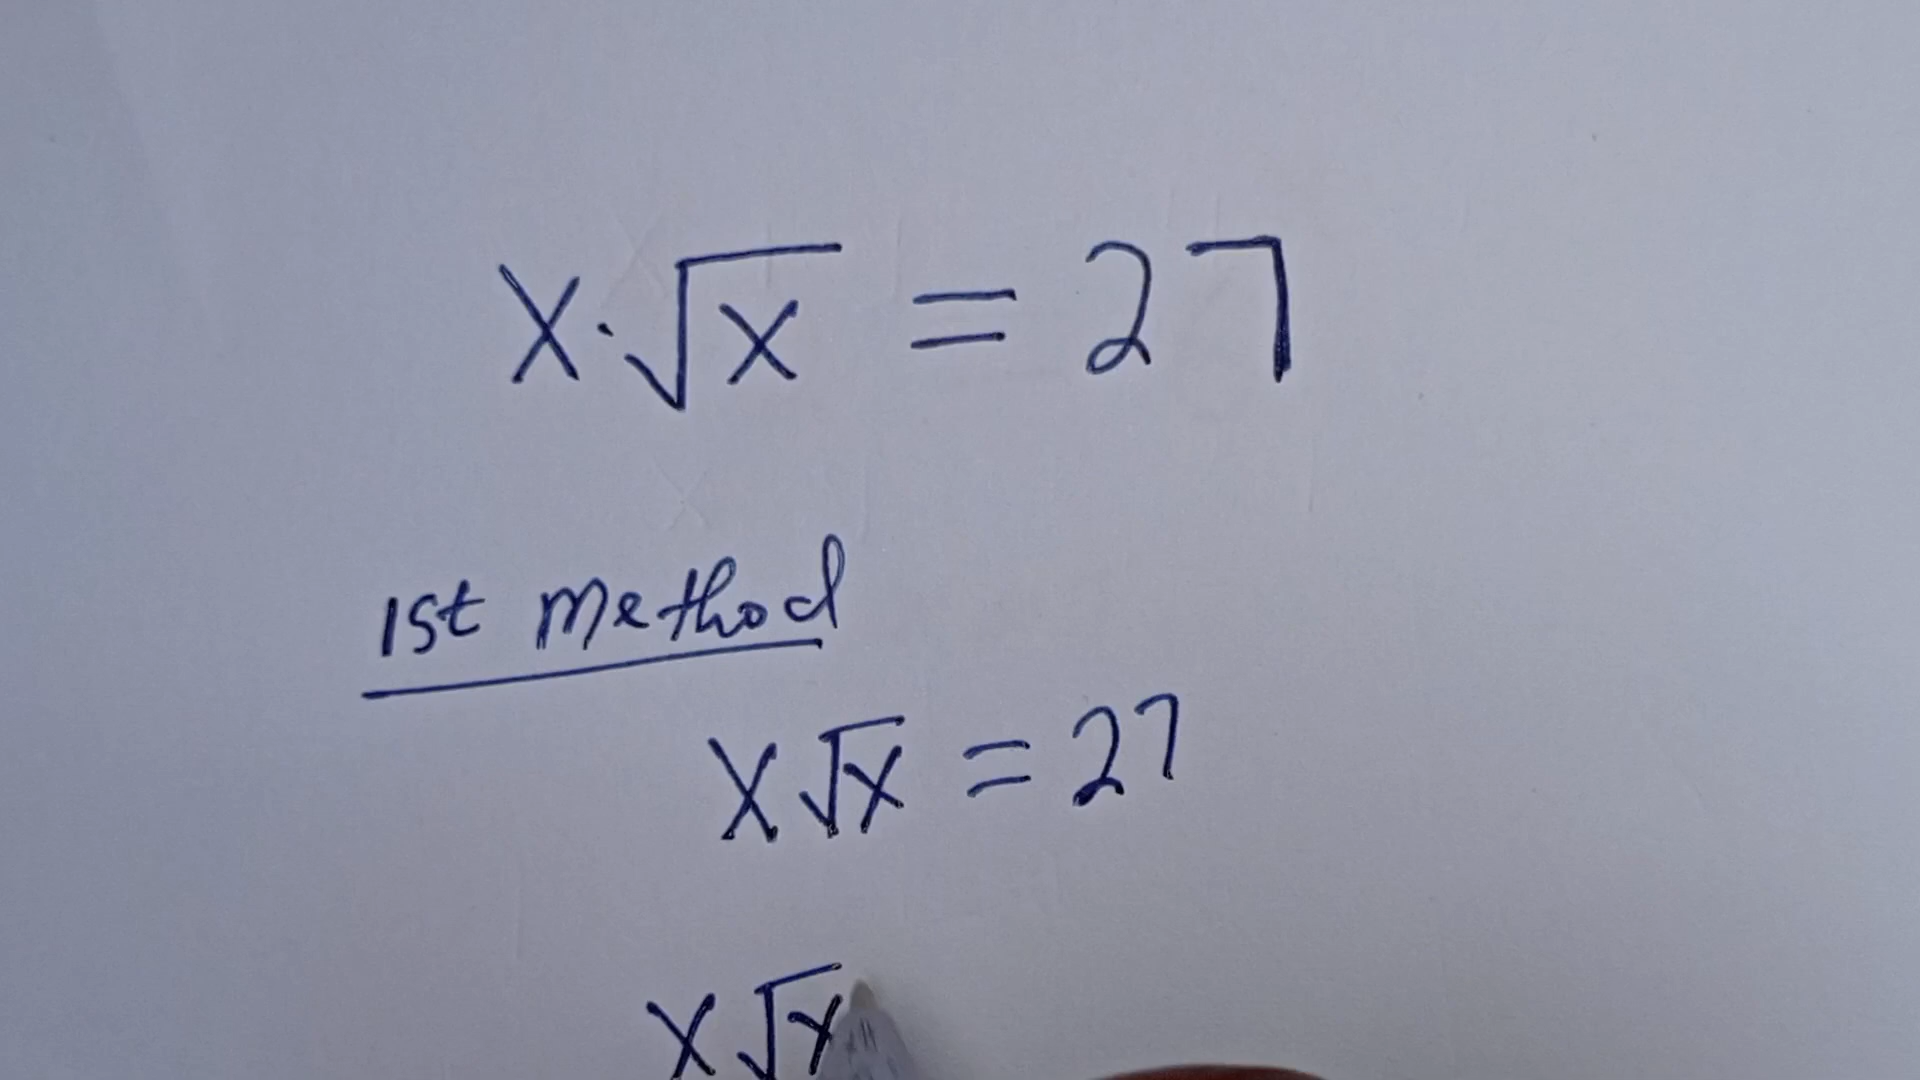 X·√x = 27
1st method
X√x = 27
X√x